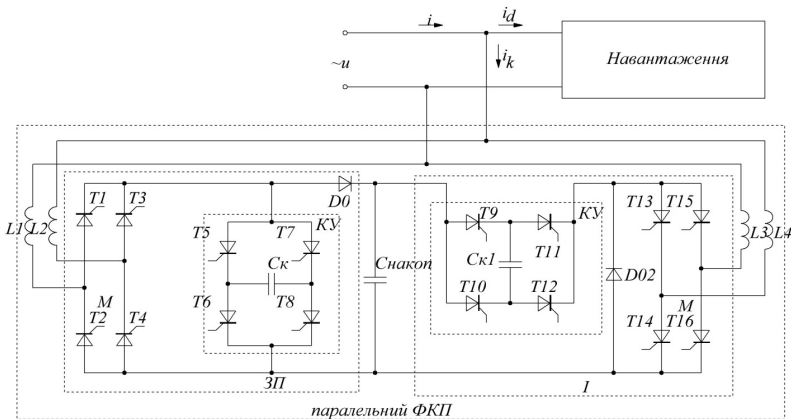 i
i_d
i_k
~u
Навантаження
L1
L2
T1
T3
M
T2
T4
D0
КУ
T5
T7
Cк
T6
T8
ЗП
Cнакоп
КУ
T9
T11
Cк1
T10
T12
D02
T13
T15
M
T14
T16
L3
L4
I
паралельний ФКП